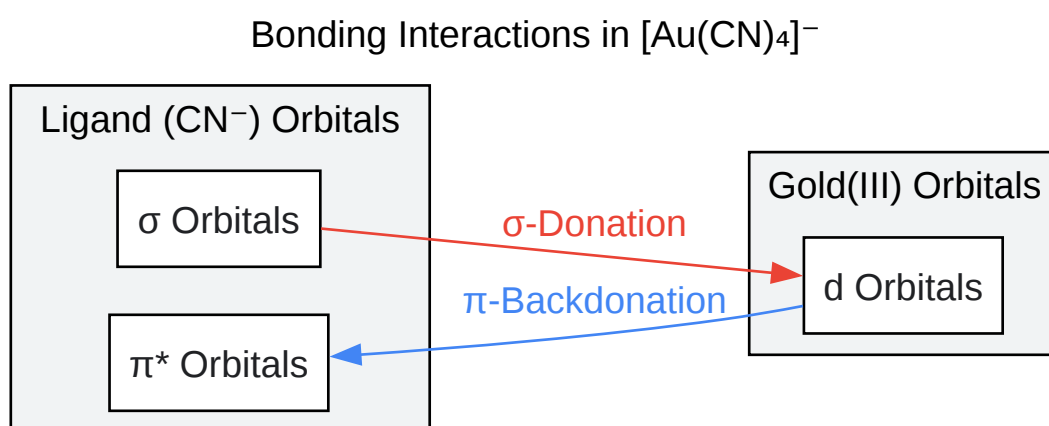 Bonding Interactions in [Au(CN)₄]⁻
Ligand (CN⁻) Orbitals
σ Orbitals
π* Orbitals
σ-Donation
π-Backdonation
Gold(III) Orbitals
d Orbitals